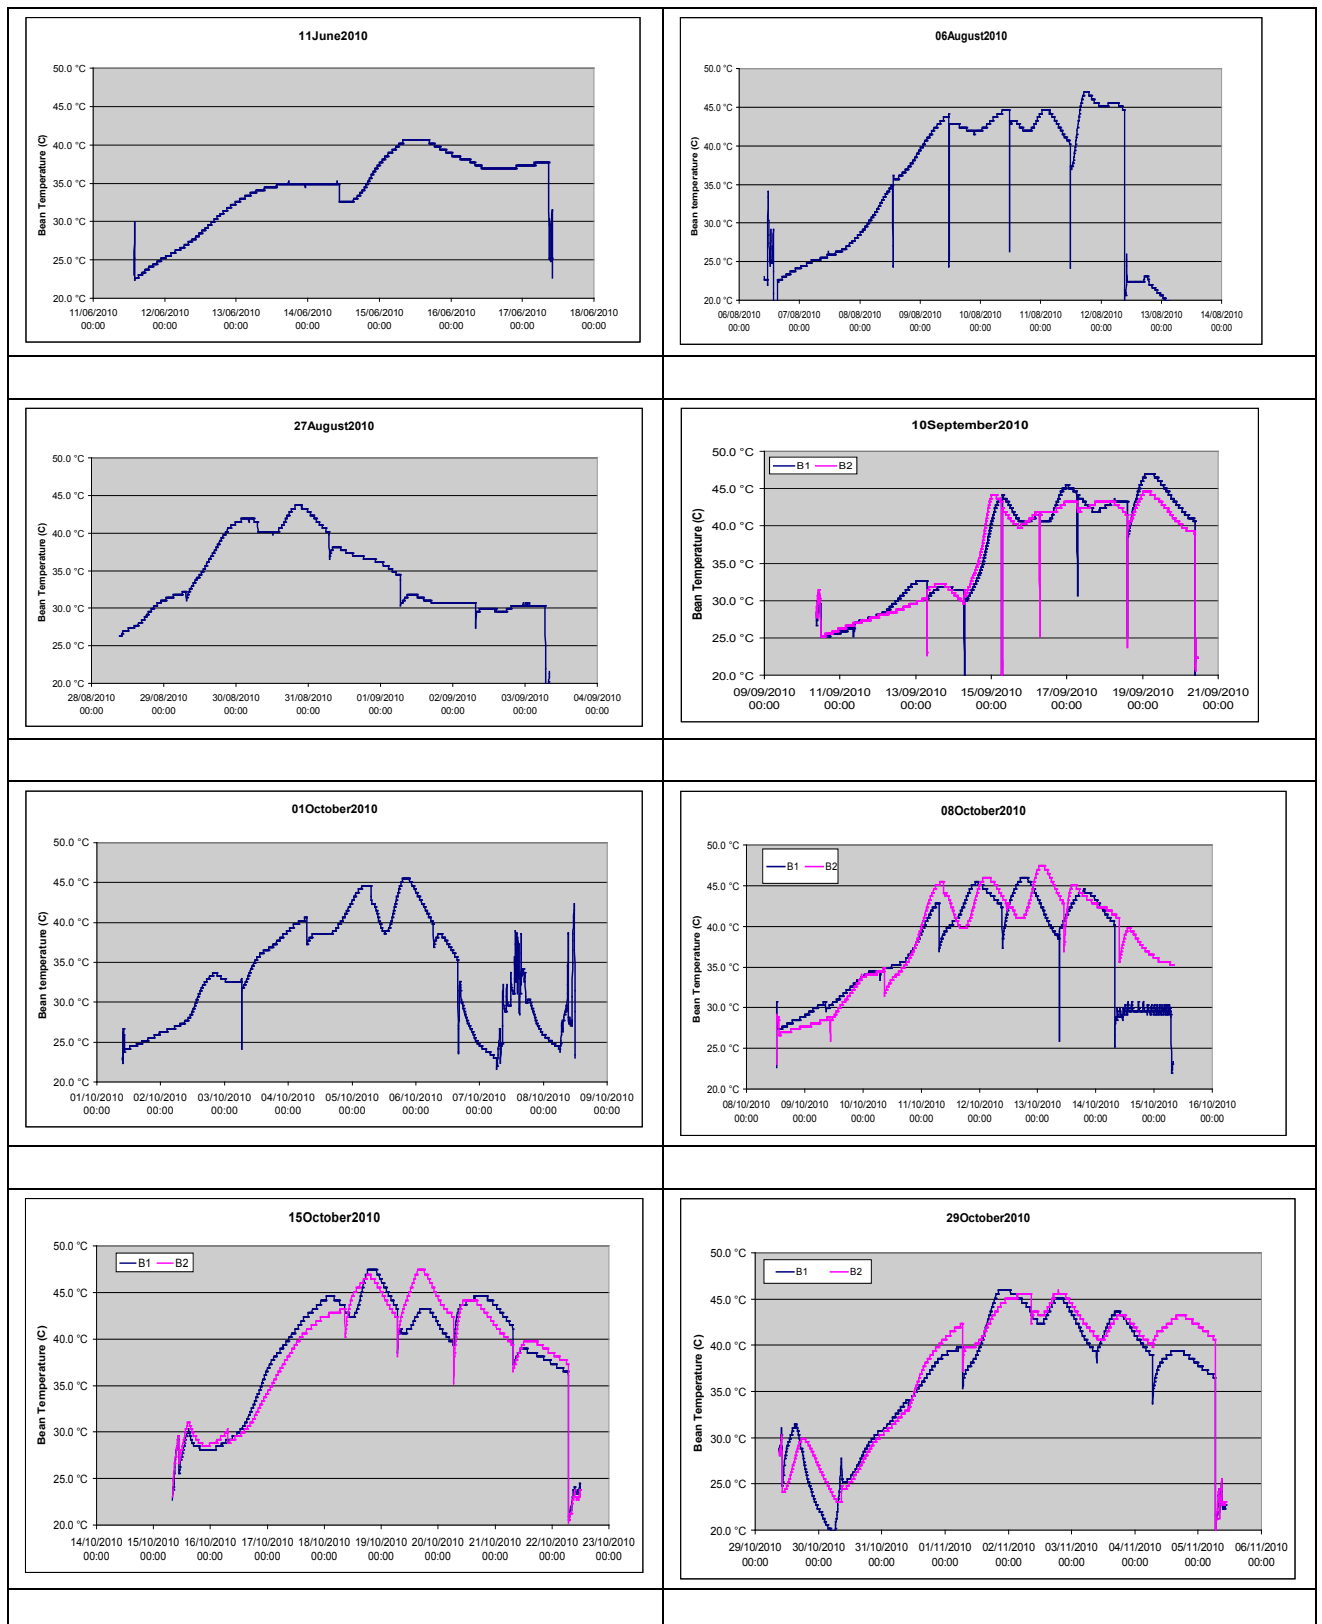 11June2010
Bean Temperature (C)
50.0 °C
45.0 °C
40.0 °C
35.0 °C
30.0 °C
25.0 °C
20.0 °C
11/06/2010 12/06/2010 13/06/2010 14/06/2010 15/06/2010 16/06/2010 17/06/2010 18/06/2010
00:00 00:00 00:00 00:00 00:00 00:00 00:00 00:00
06August2010
Bean temperature (C)
50.0 °C
45.0 °C
40.0 °C
35.0 °C
30.0 °C
25.0 °C
20.0 °C
06/08/2010 07/08/2010 08/08/2010 09/08/2010 10/08/2010 11/08/2010 12/08/2010 13/08/2010 14/08/2010
00:00 00:00 00:00 00:00 00:00 00:00 00:00 00:00 00:00
27August2010
Bean Temperature (C)
50.0 °C
45.0 °C
40.0 °C
35.0 °C
30.0 °C
25.0 °C
20.0 °C
28/08/2010 29/08/2010 30/08/2010 31/08/2010 01/09/2010 02/09/2010 03/09/2010 04/09/2010
00:00 00:00 00:00 00:00 00:00 00:00 00:00 00:00
10September2010
B1 B2
Bean Temperature (C)
50.0 °C
45.0 °C
40.0 °C
35.0 °C
30.0 °C
25.0 °C
20.0 °C
09/09/2010 11/09/2010 13/09/2010 15/09/2010 17/09/2010 19/09/2010 21/09/2010
00:00 00:00 00:00 00:00 00:00 00:00 00:00
01October2010
Bean temperature (C)
50.0 °C
45.0 °C
40.0 °C
35.0 °C
30.0 °C
25.0 °C
20.0 °C
01/10/2010 02/10/2010 03/10/2010 04/10/2010 05/10/2010 06/10/2010 07/10/2010 08/10/2010 09/10/2010
00:00 00:00 00:00 00:00 00:00 00:00 00:00 00:00 00:00
08October2010
B1 B2
Bean Temperature (C)
50.0 °C
45.0 °C
40.0 °C
35.0 °C
30.0 °C
25.0 °C
20.0 °C
08/10/2010 09/10/2010 10/10/2010 11/10/2010 12/10/2010 13/10/2010 14/10/2010 15/10/2010 16/10/2010
00:00 00:00 00:00 00:00 00:00 00:00 00:00 00:00 00:00
15October2010
B1 B2
Bean Temperature (C)
50.0 °C
45.0 °C
40.0 °C
35.0 °C
30.0 °C
25.0 °C
20.0 °C
14/10/2010 15/10/2010 16/10/2010 17/10/2010 18/10/2010 19/10/2010 20/10/2010 21/10/2010 22/10/2010 23/10/2010
00:00 00:00 00:00 00:00 00:00 00:00 00:00 00:00 00:00 00:00
29October2010
B1 B2
Bean Temperature (C)
50.0 °C
45.0 °C
40.0 °C
35.0 °C
30.0 °C
25.0 °C
20.0 °C
29/10/2010 30/10/2010 31/10/2010 01/11/2010 02/11/2010 03/11/2010 04/11/2010 05/11/2010 06/11/2010
00:00 00:00 00:00 00:00 00:00 00:00 00:00 00:00 00:00